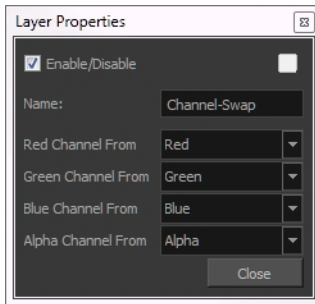 Layer Properties
Enable/Disable
Name: Channel-Swap
Red Channel From Red
Green Channel From Green
Blue Channel From Blue
Alpha Channel From Alpha
Close